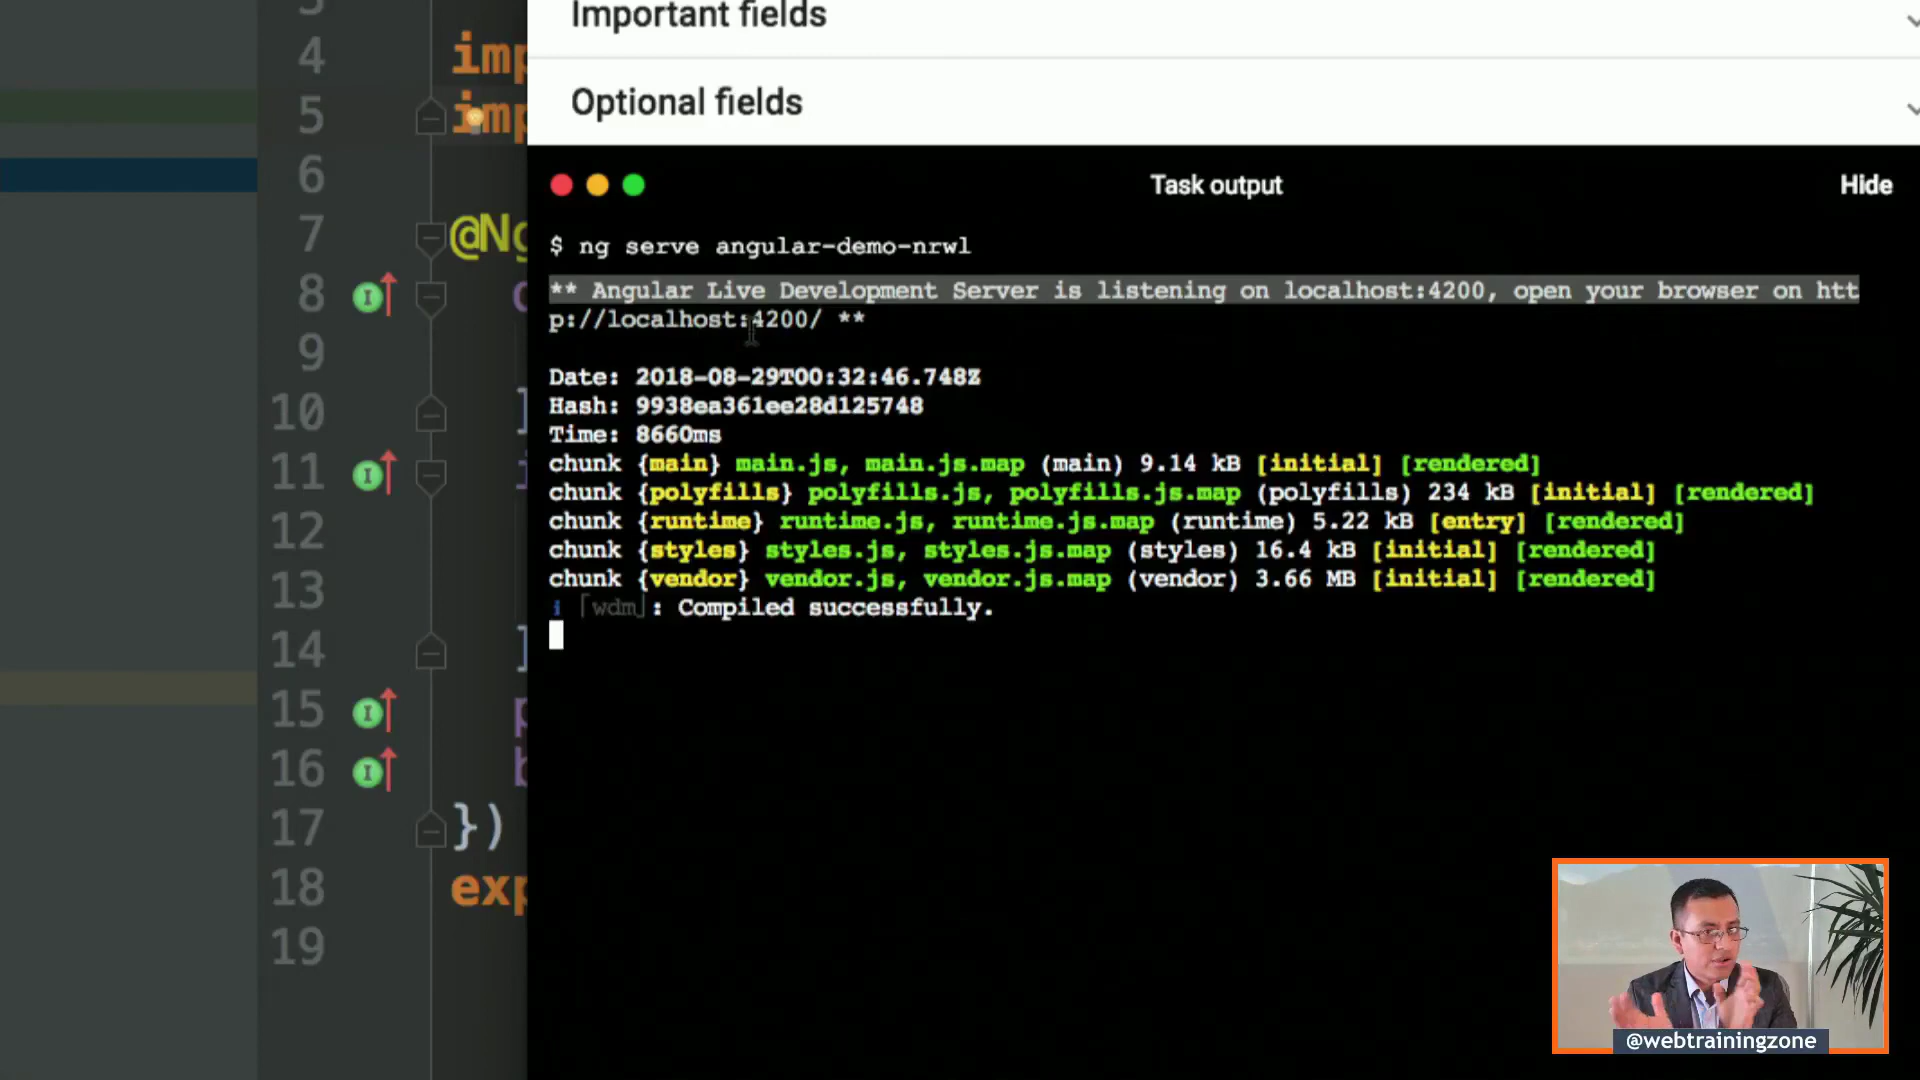 Important fields
Optional fields
Task output
Hide
$ ng serve angular-demo-nrwl
** Angular Live Development Server is listening on localhost:4200, open your browser on htt
p://localhost:4200/ **
Date: 2018-08-29T00:32:46.748Z
Hash: 9938ea361ee28d125748
Time: 8660ms
chunk {main} main.js, main.js.map (main) 9.14 kB [initial] [rendered]
chunk {polyfills} polyfills.js, polyfills.js.map (polyfills) 234 kB [initial] [rendered]
chunk {runtime} runtime.js, runtime.js.map (runtime) 5.22 kB [entry] [rendered]
chunk {styles} styles.js, styles.js.map (styles) 16.4 kB [initial] [rendered]
chunk {vendor} vendor.js, vendor.js.map (vendor) 3.66 MB [initial] [rendered]
i ｢wdm｣: Compiled successfully.
4 imp
5 imp
6
7 @Ng
8
9
10 ]
11 i
12
13
14 ]
15 p
16 b
17 })
18 exp
19
@webtrainingzone